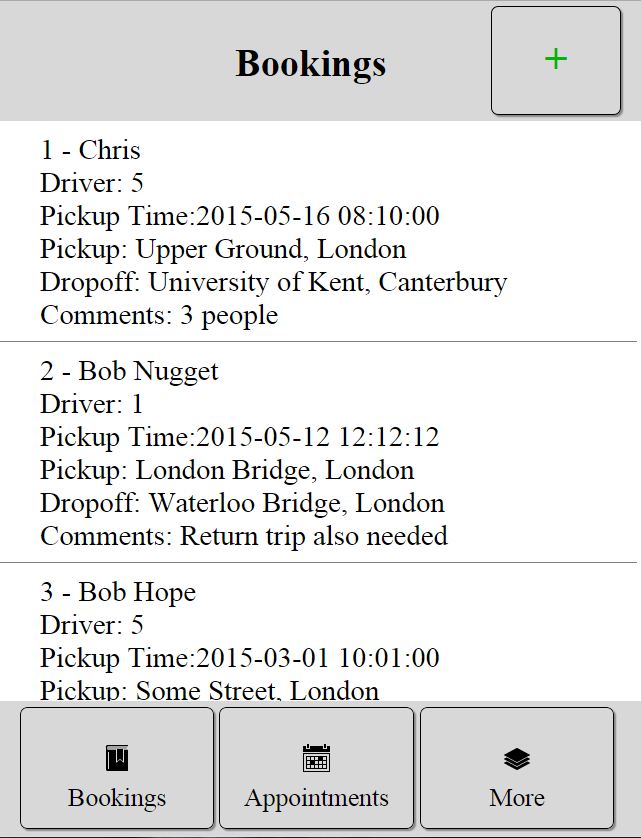 Bookings
+
1 - Chris
Driver: 5
Pickup Time:2015-05-16 08:10:00
Pickup: Upper Ground, London
Dropoff: University of Kent, Canterbury
Comments: 3 people
2 - Bob Nugget
Driver: 1
Pickup Time:2015-05-12 12:12:12
Pickup: London Bridge, London
Dropoff: Waterloo Bridge, London
Comments: Return trip also needed
3 - Bob Hope
Driver: 5
Pickup Time:2015-03-01 10:01:00
Pickup: Some Street, London
Bookings
Appointments
More